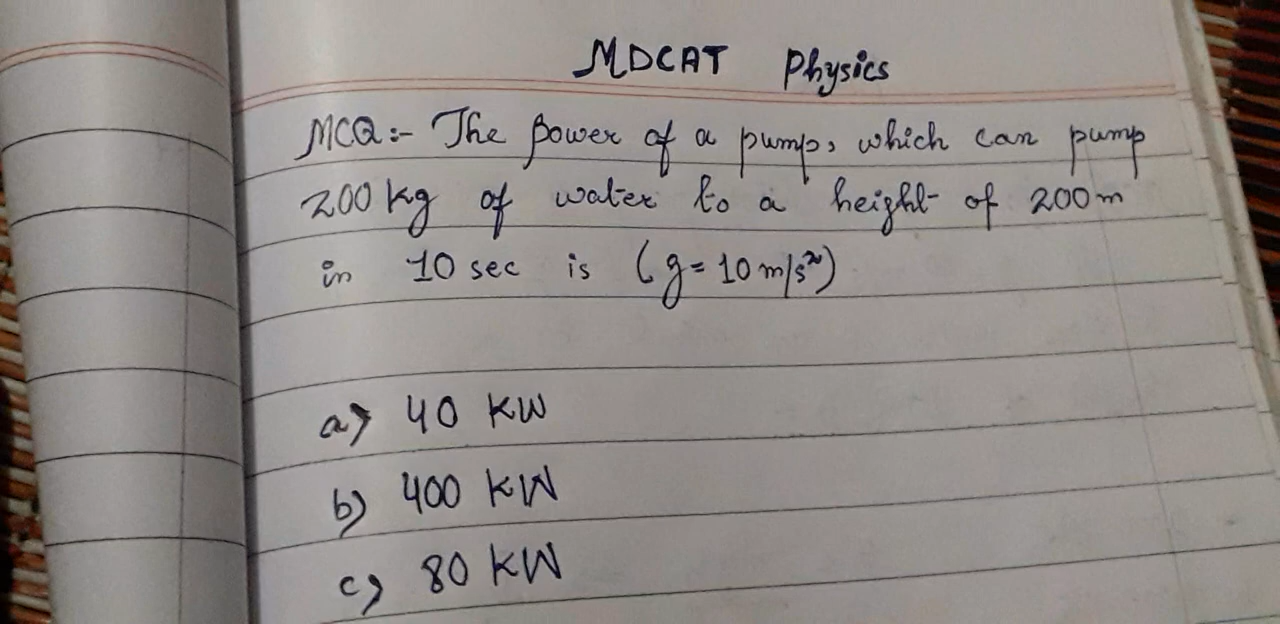 MDCAT Physics
MCQ:- The power of a pump, which can pump
200 kg of water to a height of 200 m
in 10 sec is (g = 10 m/s²)
a) 40 KW
b) 400 KW
c) 80 KW